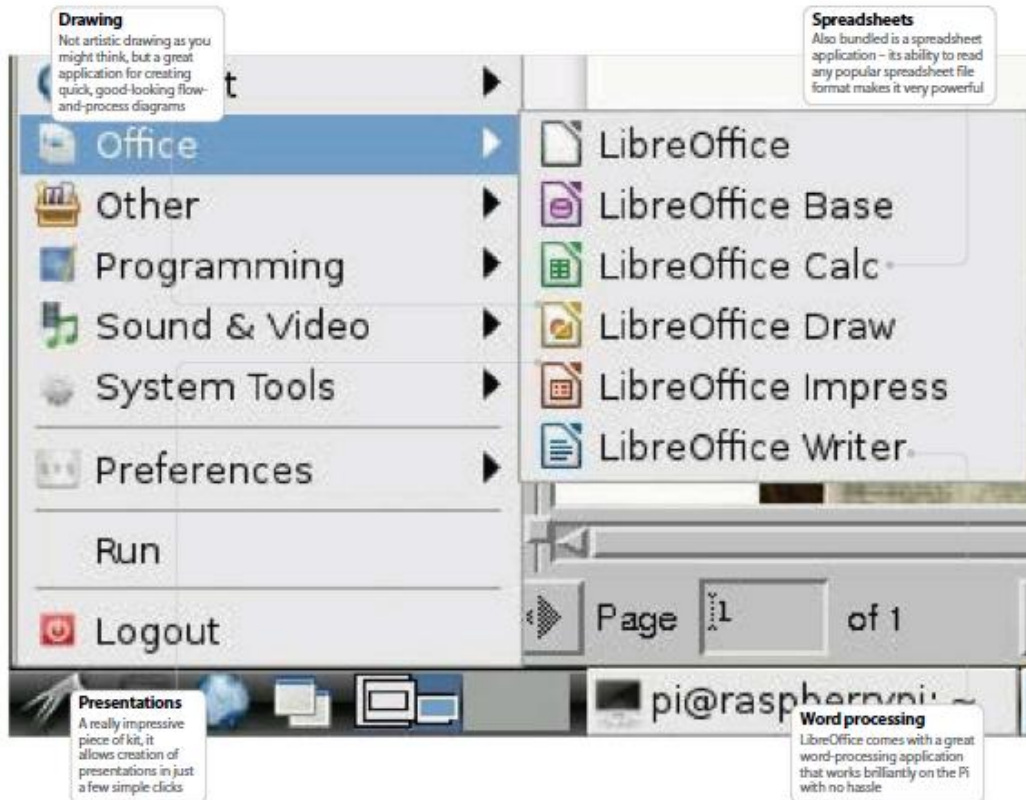 Drawing
Not artistic drawing as you
might think, but a great
application for creating
quick, good-looking flow-
and-process diagrams
Spreadsheets
Also bundled is a spreadsheet
application – its ability to read
any popular spreadsheet file
format makes it very powerful
t
Office
Other
Programming
Sound & Video
System Tools
Preferences
Run
Logout
LibreOffice
LibreOffice Base
LibreOffice Calc
LibreOffice Draw
LibreOffice Impress
LibreOffice Writer
Page 1 of 1
pi@raspberrypi: ~
Presentations
A really impressive
piece of kit, it
allows creation of
presentations in just
a few simple clicks
Word processing
LibreOffice comes with a great
word-processing application
that works brilliantly on the Pi
with no hassle